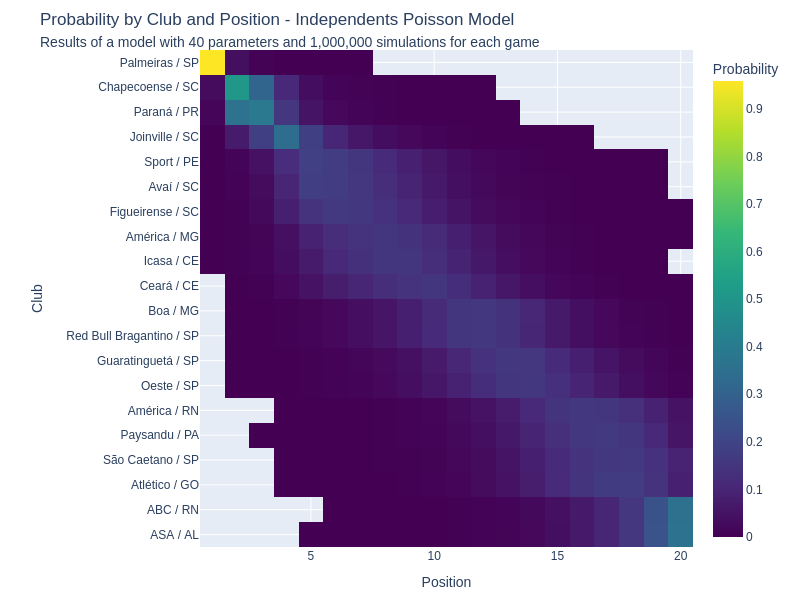 Probability by Club and Position - Independents Poisson Model
Results of a model with 40 parameters and 1,000,000 simulations for each game
Palmeiras / SP
Chapecoense / SC
Paraná / PR
Joinville / SC
Sport / PE
Avaí / SC
Figueirense / SC
América / MG
Icasa / CE
Ceará / CE
Boa / MG
Red Bull Bragantino / SP
Guaratinguetá / SP
Oeste / SP
América / RN
Paysandu / PA
São Caetano / SP
Atlético / GO
ABC / RN
ASA / AL
Club
5
10
15
20
Position
Probability
0.9
0.8
0.7
0.6
0.5
0.4
0.3
0.2
0.1
0